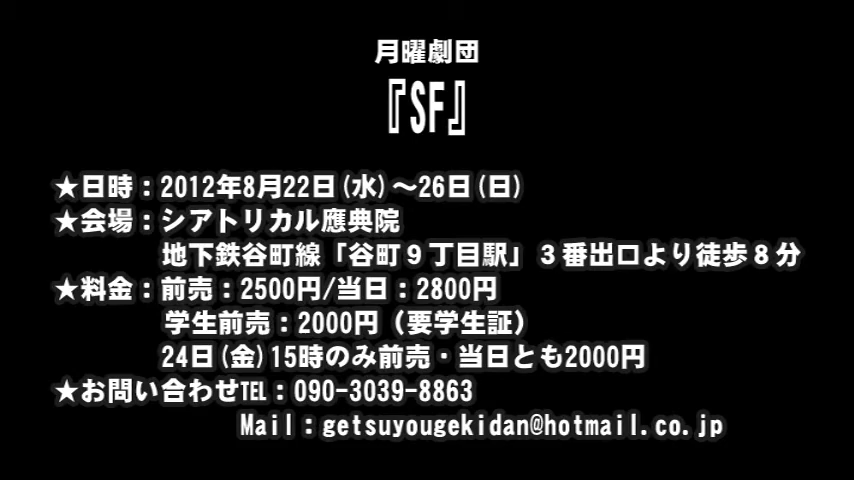 月曜劇団
『SF』
★日時：2012年8月22日(水)～26日(日)
★会場：シアトリカル應典院
地下鉄谷町線「谷町９丁目駅」３番出口より徒歩８分
★料金：前売：2500円/当日：2800円
学生前売：2000円（要学生証）
24日(金)15時のみ前売・当日とも2000円
★お問い合わせTEL：090-3039-8863
Mail：getsuyougekidan@hotmail.co.jp